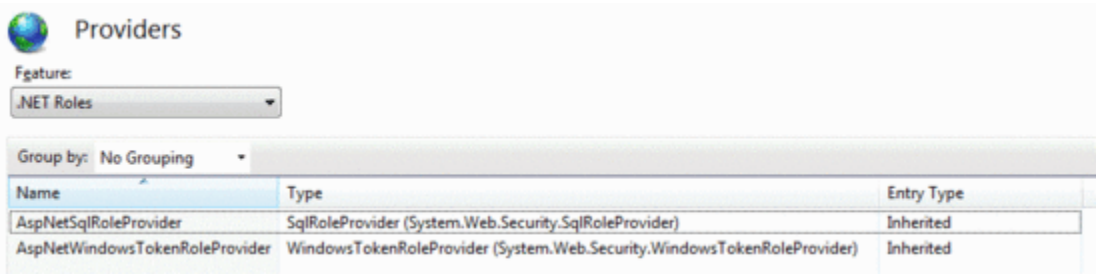 Providers
Feature:
.NET Roles
Group by: No Grouping
Name Type Entry Type
AspNetSqlRoleProvider SqlRoleProvider (System.Web.Security.SqlRoleProvider) Inherited
AspNetWindowsTokenRoleProvider WindowsTokenRoleProvider (System.Web.Security.WindowsTokenRoleProvider) Inherited